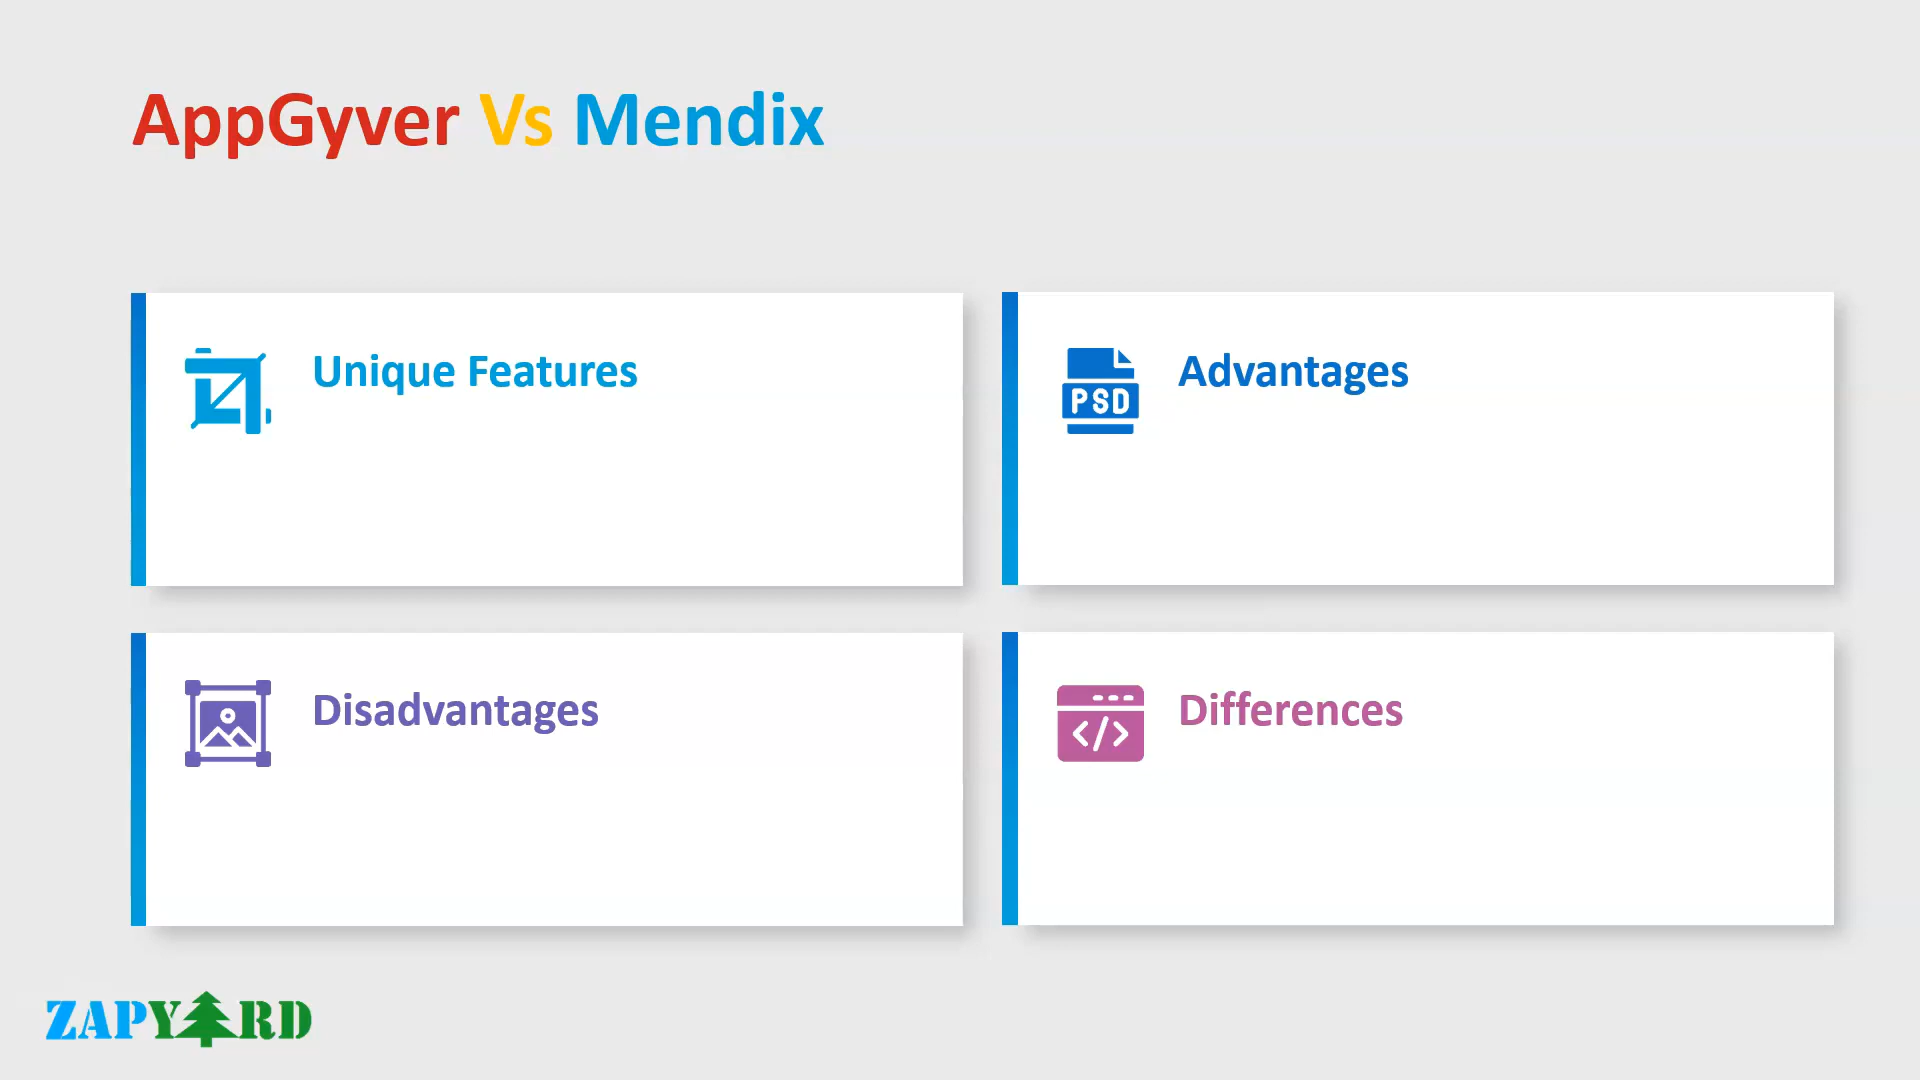 AppGyver Vs Mendix
Unique Features
PSD
Advantages
Disadvantages
</>
Differences
ZAPYARD